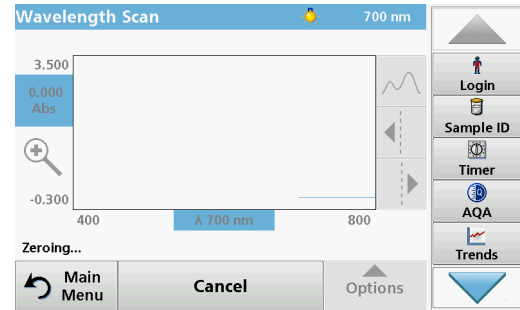 Wavelength Scan
700 nm
3.500
0.000
Abs
-0.300
400
λ 700 nm
800
Zeroing...
Main
Menu
Cancel
Options
Login
Sample ID
Timer
AQA
Trends